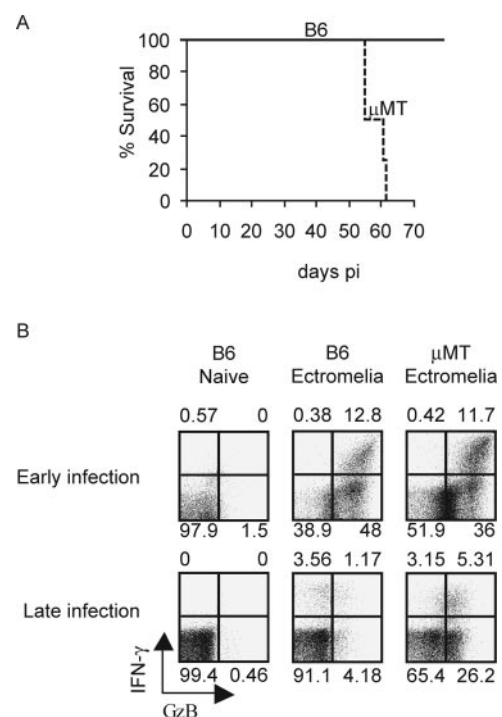 A
B6
100
80
60
40
20
0
% Survival
μMT
0 10 20 30 40 50 60 70
days pi
B
B6 B6 μMT
Naive Ectromelia Ectromelia
0.57 0 0.38 12.8 0.42 11.7
Early infection
97.9 1.5 38.9 48 51.9 36
0 0 3.56 1.17 3.15 5.31
Late infection
99.4 0.46 91.1 4.18 65.4 26.2
IFN-γ
GzB